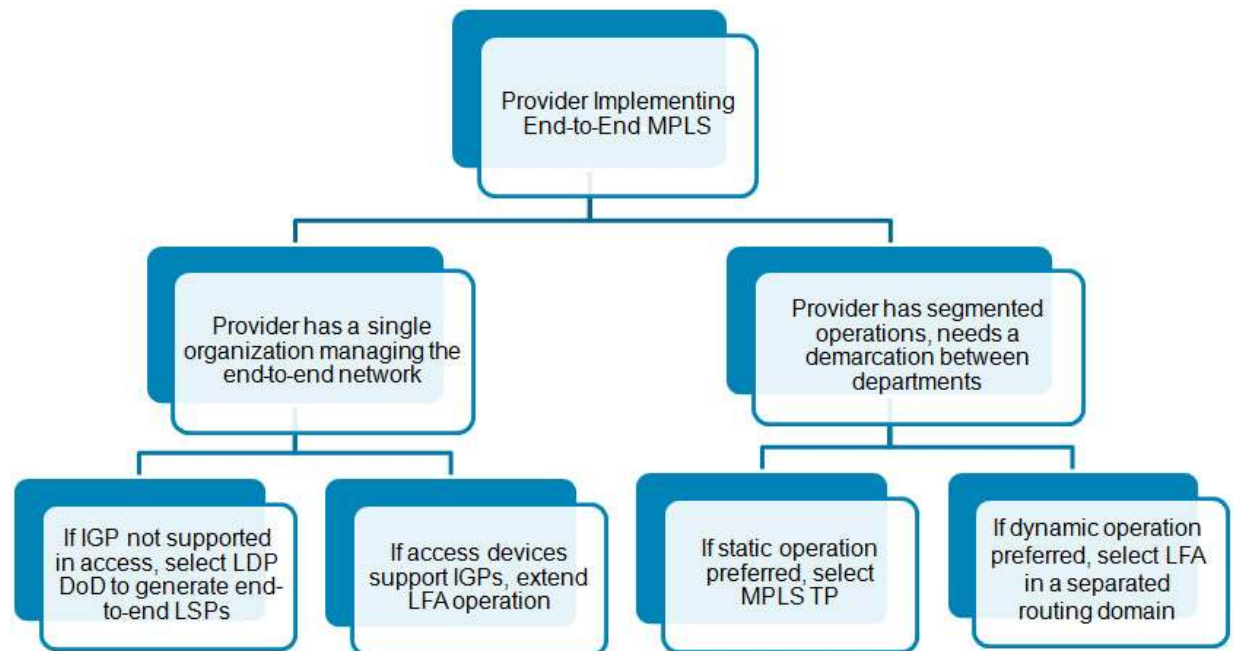 Provider Implementing
End-to-End MPLS
Provider has a single
organization managing the
end-to-end network
Provider has segmented
operations, needs a
demarcation between
departments
If IGP not supported
in access, select LDP
DoD to generate end-
to-end LSPs
If access devices
support IGPs, extend
LFA operation
If static operation
preferred, select
MPLS TP
If dynamic operation
preferred, select LFA
in a separated
routing domain